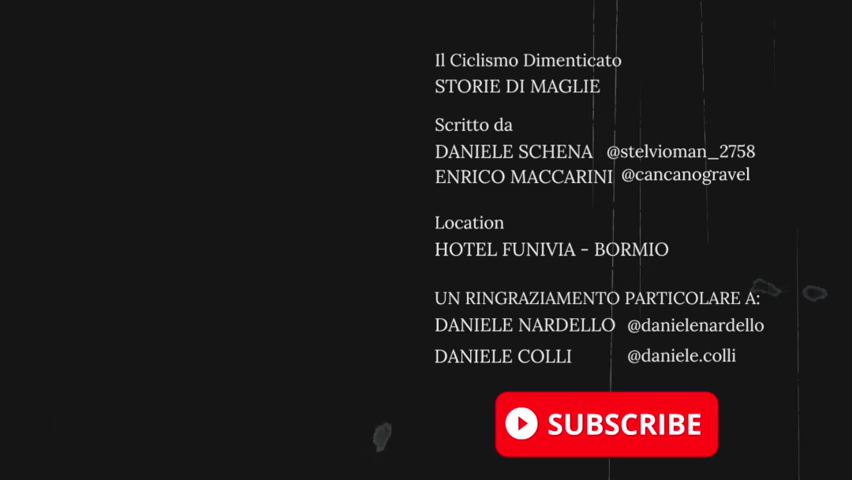 Il Ciclismo Dimenticato
STORIE DI MAGLIE
Scritto da
DANIELE SCHENA @stelvioman_2758
ENRICO MACCARINI @cancanogravel
Location
HOTEL FUNIVIA - BORMIO
UN RINGRAZIAMENTO PARTICOLARE A:
DANIELE NARDELLO @danielenardello
DANIELE COLLI @daniele.colli
SUBSCRIBE